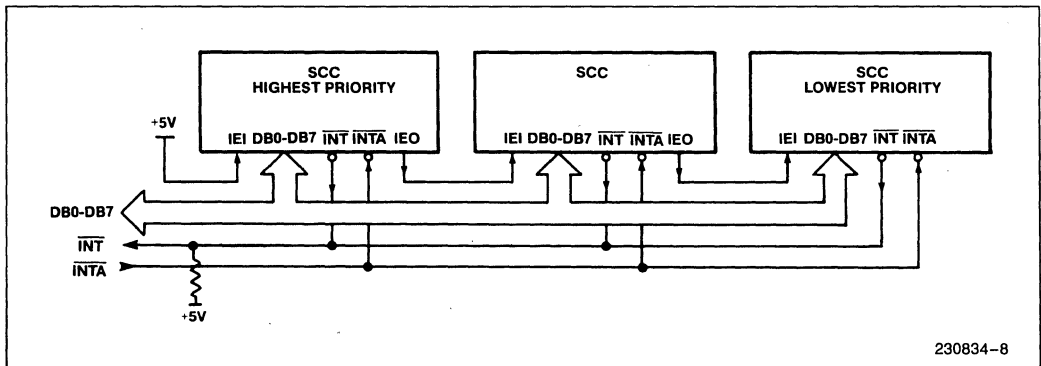 SCC
HIGHEST PRIORITY
SCC
SCC
LOWEST PRIORITY
+5V
IEI DB0-DB7 INT INTA IEO
IEI DB0-DB7 INT INTA IEO
IEI DB0-DB7 INT INTA
DB0-DB7
INT
INTA
+5V
230834-8